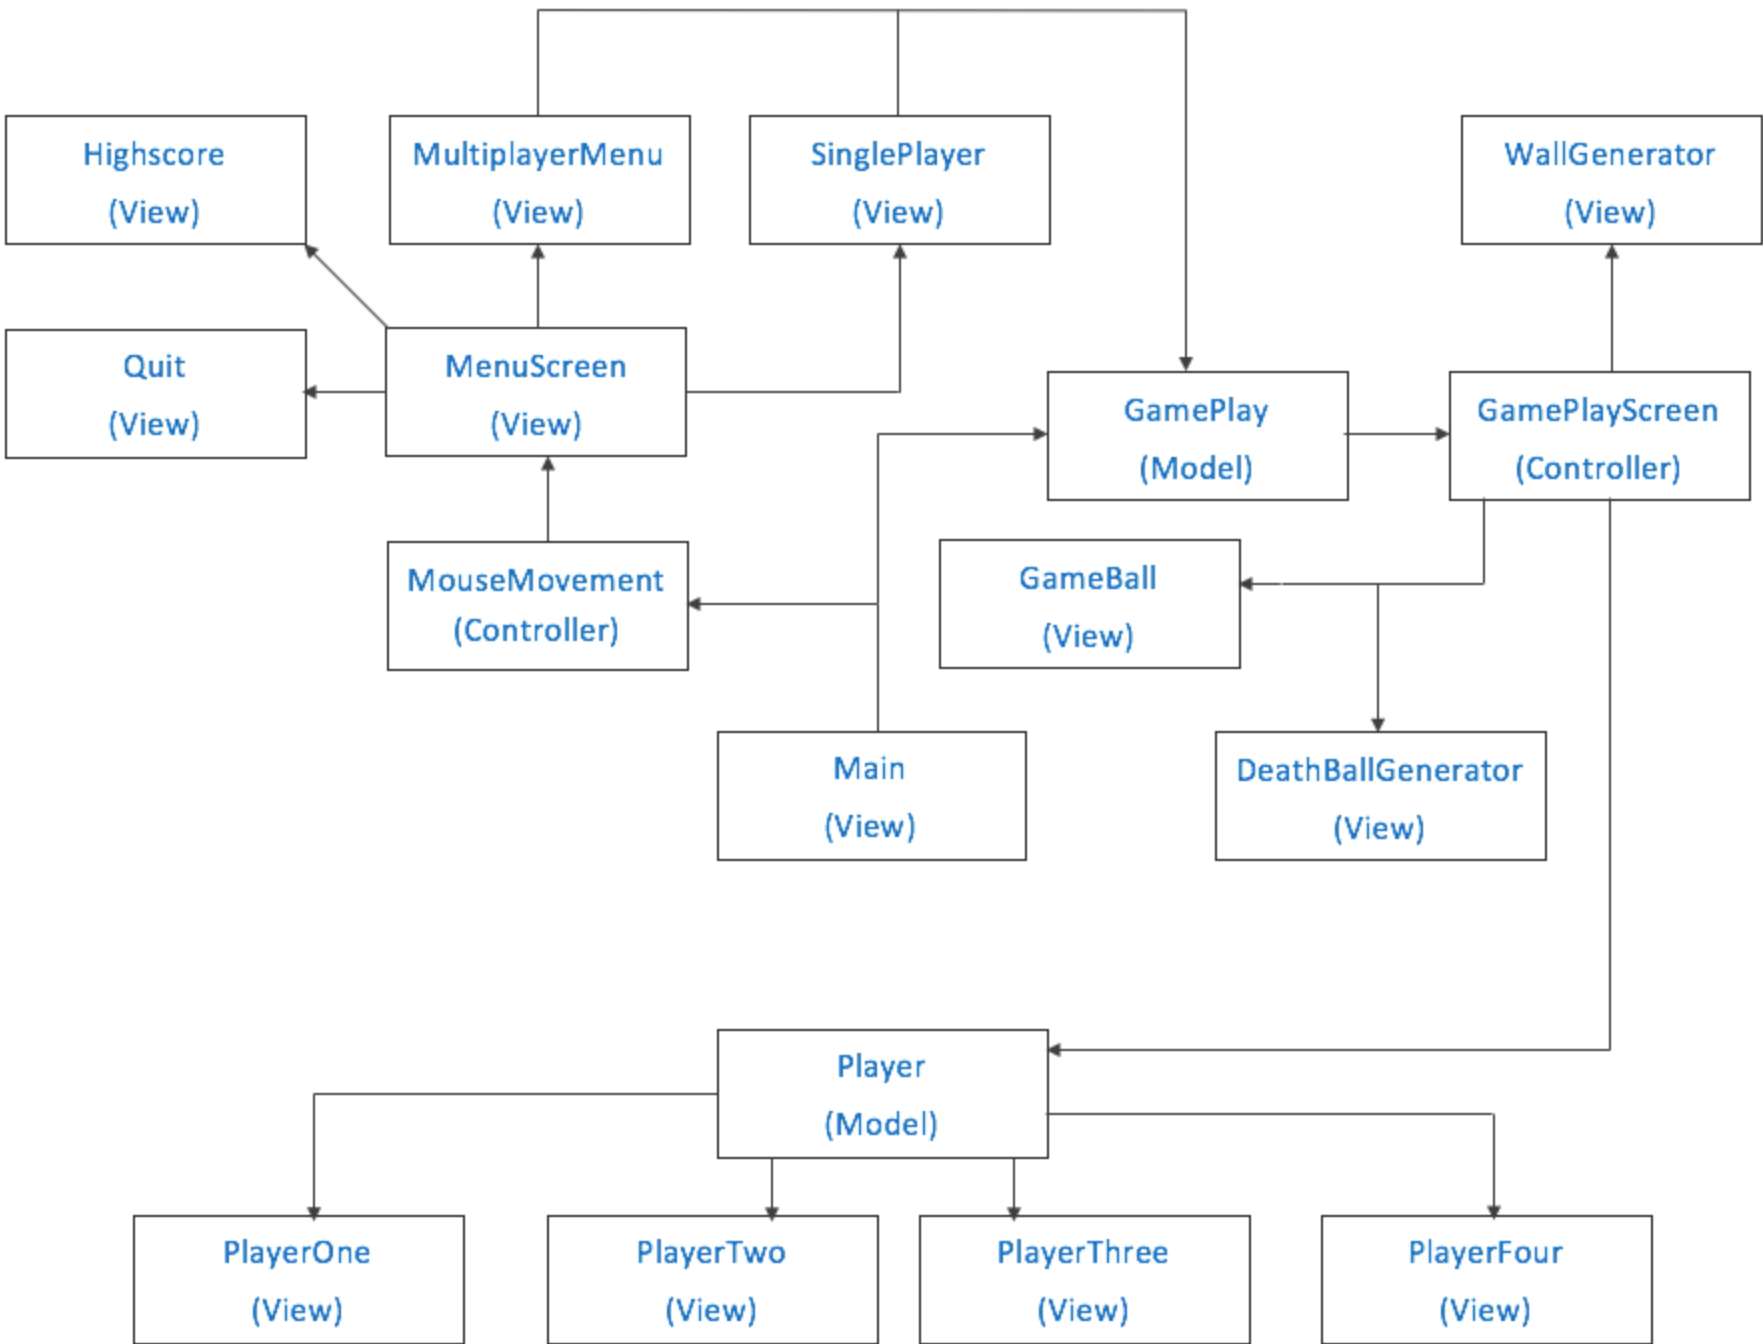 Highscore
(View)
MultiplayerMenu
(View)
SinglePlayer
(View)
WallGenerator
(View)
Quit
(View)
MenuScreen
(View)
GamePlay
(Model)
GamePlayScreen
(Controller)
MouseMovement
(Controller)
GameBall
(View)
Main
(View)
DeathBallGenerator
(View)
Player
(Model)
PlayerOne
(View)
PlayerTwo
(View)
PlayerThree
(View)
PlayerFour
(View)